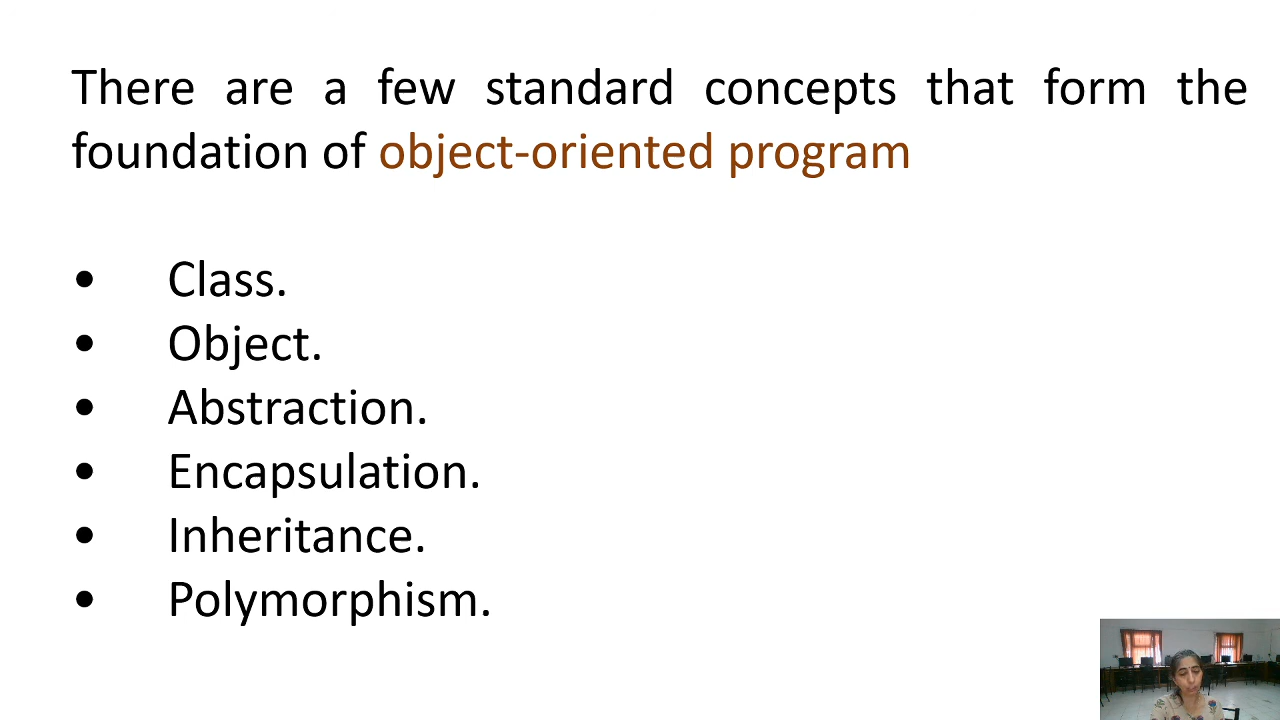 There are a few standard concepts that form the
foundation of object-oriented program
• Class.
• Object.
• Abstraction.
• Encapsulation.
• Inheritance.
• Polymorphism.